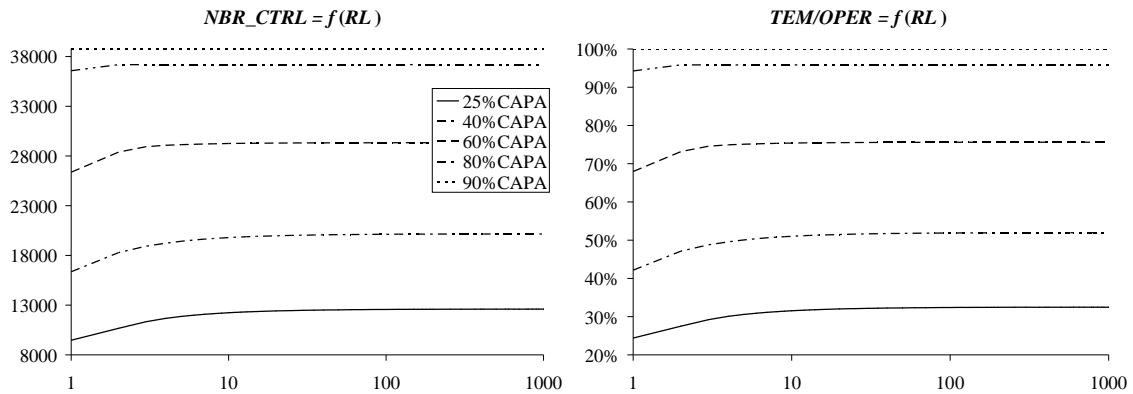 NBR_CTRL = f (RL )
38000
33000
28000
23000
18000
13000
8000
1 10 100 1000
25%CAPA
40%CAPA
60%CAPA
80%CAPA
90%CAPA
TEM/OPER = f (RL )
100%
90%
80%
70%
60%
50%
40%
30%
20%
1 10 100 1000